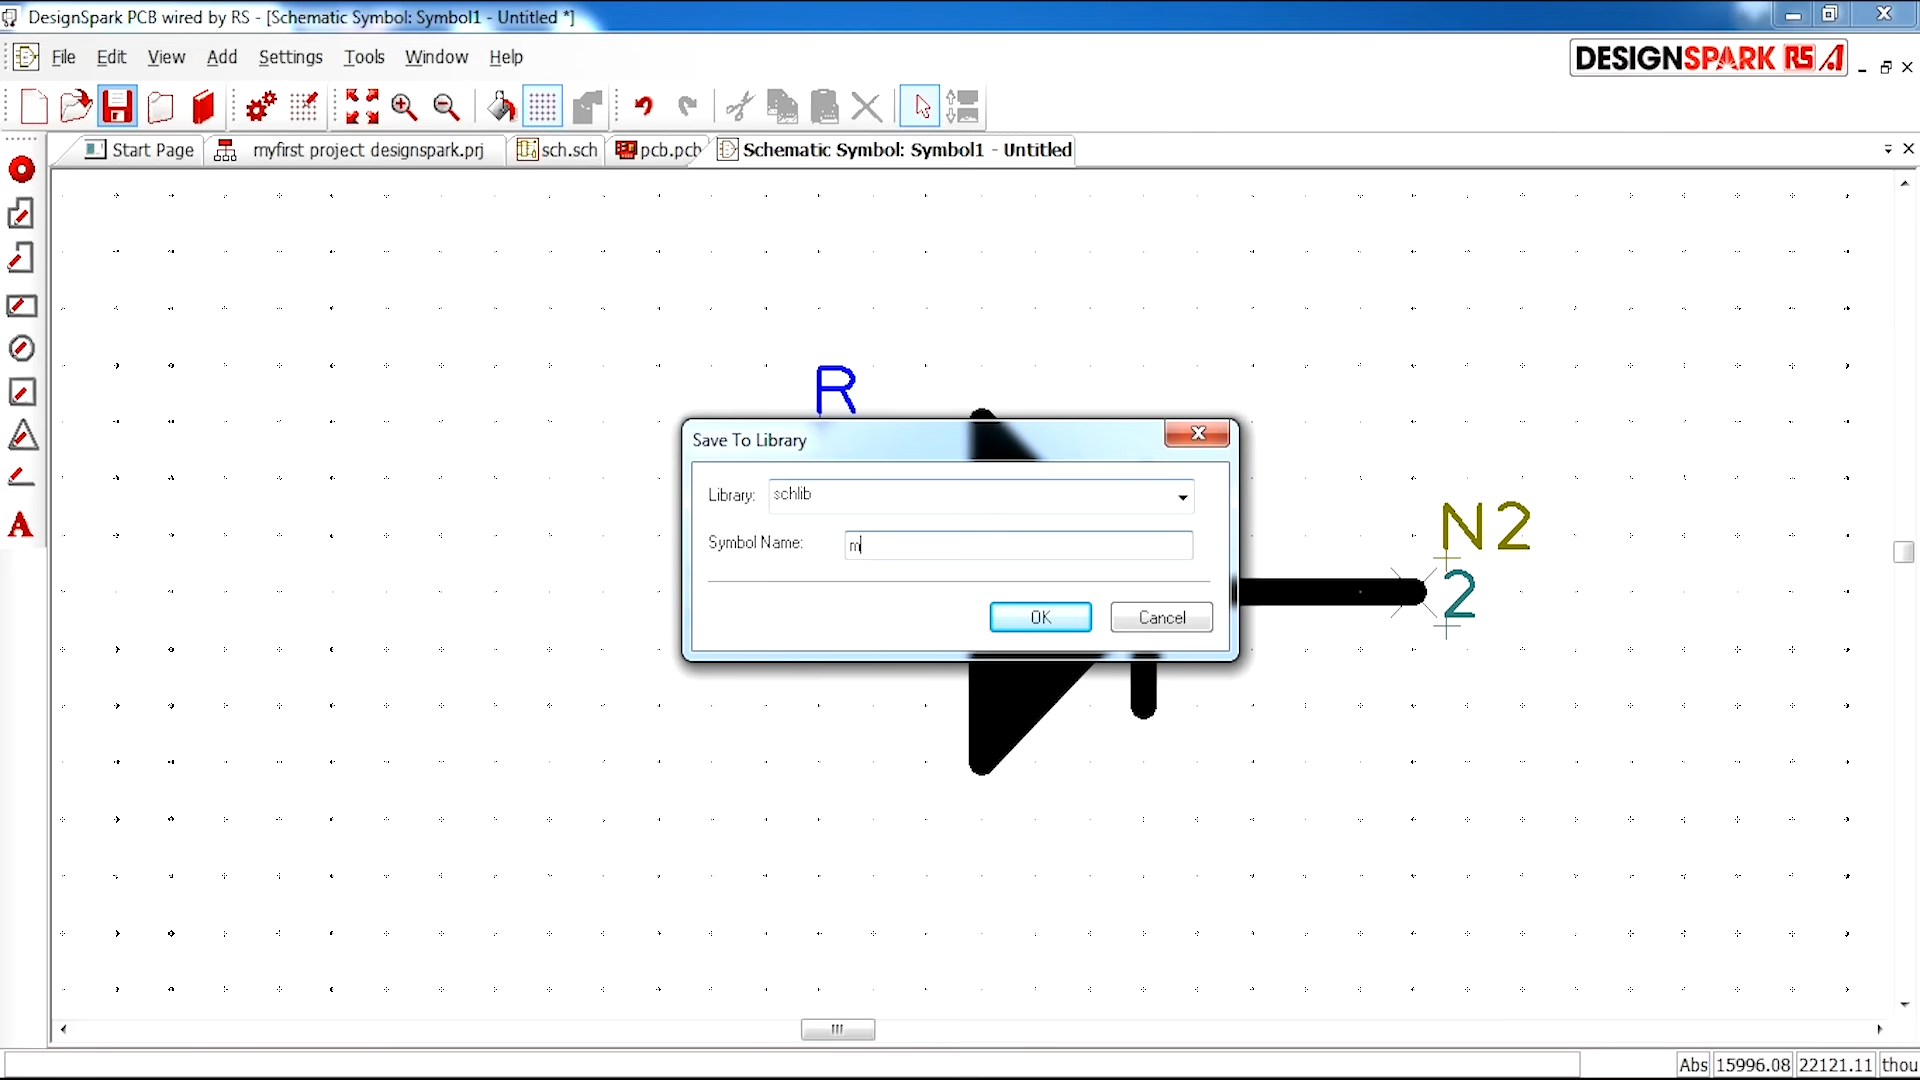 DesignSpark PCB wired by RS - [Schematic Symbol: Symbol1 - Untitled *]
File Edit View Add Settings Tools Window Help
DESIGNSPARK RS
Start Page
myfirst project designspark.prj
sch.sch
pcb.pcb
Schematic Symbol: Symbol1 - Untitled
R
Save To Library
Library: schlib
Symbol Name: m
OK Cancel
N2
2
Abs 15996.08 22121.11 thou